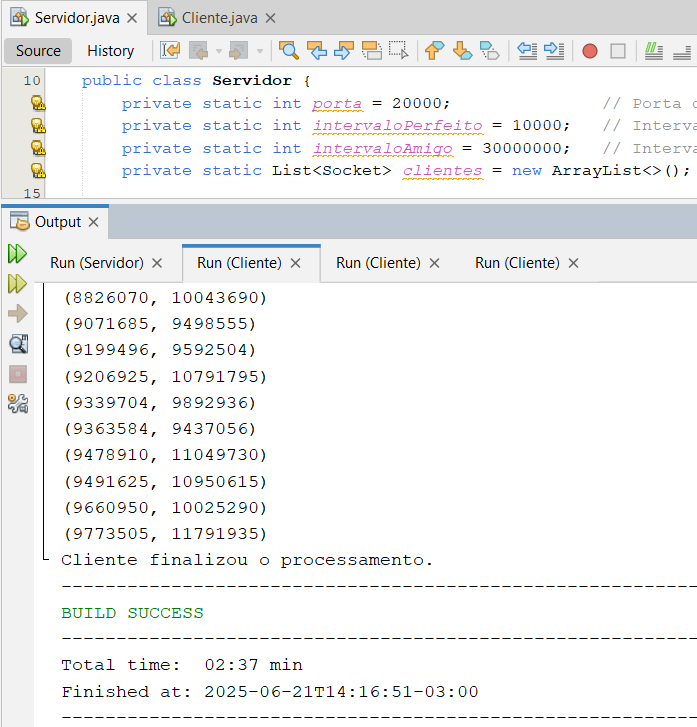 Servidor.java Cliente.java
Source History
10 public class Servidor {
private static int porta = 20000; // Porta
private static int intervaloPerfeito = 10000; // Interva
private static int intervaloAmigo = 30000000; // Interva
private static List<Socket> clientes = new ArrayList<>();
15
Output
Run (Servidor) Run (Cliente) Run (Cliente) Run (Cliente)
(8826070, 10043690)
(9071685, 9498555)
(9199496, 9592504)
(9206925, 10791795)
(9339704, 9892936)
(9363584, 9437056)
(9478910, 11049730)
(9491625, 10950615)
(9660950, 10025290)
(9773505, 11791935)
Cliente finalizou o processamento.
------------------------------------------------
BUILD SUCCESS
------------------------------------------------
Total time: 02:37 min
Finished at: 2025-06-21T14:16:51-03:00
------------------------------------------------